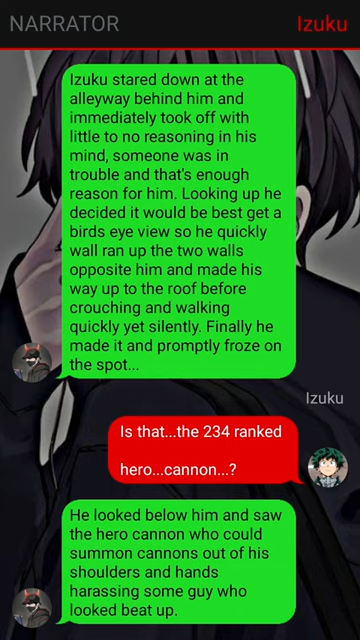 NARRATOR
Izuku
Izuku stared down at the
alleyway behind him and
immediately took off with
little to no reasoning in his
mind, someone was in
trouble and that's enough
reason for him. Looking up he
decided it would be best get a
birds eye view so he quickly
wall ran up the two walls
opposite him and made his
way up to the roof before
crouching and walking
quickly yet silently. Finally he
made it and promptly froze on
the spot...
Izuku
Is that...the 234 ranked
hero...cannon...?
He looked below him and saw
the hero cannon who could
summon cannons out of his
shoulders and hands
harassing some guy who
looked beat up.